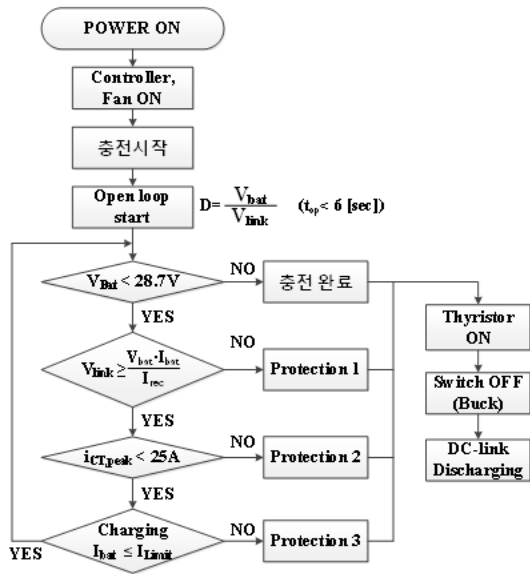 POWER ON
Controller,
Fan ON
충전시작
Open loop
start
D= V_bat / V_link (t_op < 6 [sec])
V_Bat < 28.7V
NO
충전 완료
YES
Thyristor
ON
V_link ≥ V_bat·I_bat / I_rec
NO
Protection 1
Switch OFF
(Buck)
YES
i_CT,peak < 25A
NO
Protection 2
DC-link
Discharging
YES
Charging
I_bat ≤ I_Limit
NO
Protection 3
YES